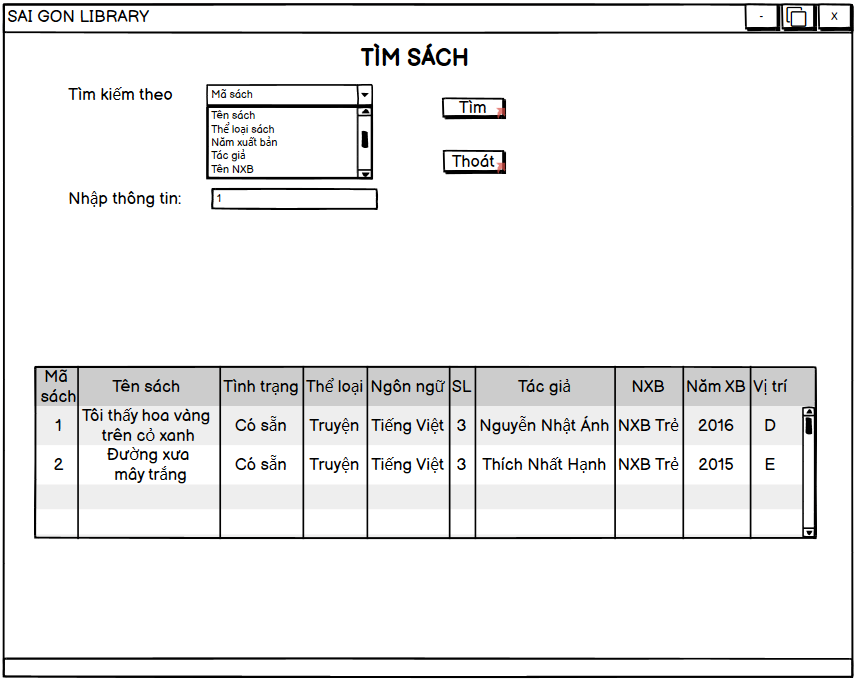 SAI GON LIBRARY
- X
TÌM SÁCH
Tìm kiếm theo
Mã sách
Tìm
Tên sách
Thể loại sách
Năm xuất bản
Tác giả
Tên NXB
Thoát
Nhập thông tin:
1
Mã sách Tên sách Tình trạng Thể loại Ngôn ngữ SL Tác giả NXB Năm XB Vị trí
1 Tôi thấy hoa vàng trên cỏ xanh Có sẵn Truyện Tiếng Việt 3 Nguyễn Nhật Ánh NXB Trẻ 2016 D
2 Đường xưa mây trắng Có sẵn Truyện Tiếng Việt 3 Thích Nhất Hạnh NXB Trẻ 2015 E